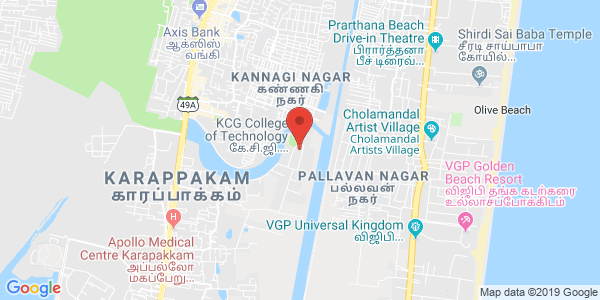 Axis Bank
ஆக்ஸிஸ்
வங்கி
Prarthana Beach
Drive-in Theatre
பிரார்த்தனா
பீச் டிரைவ்...
Shirdi Sai Baba Temple
சீரடி சாய்பாபா
கோயில்...
KANNAGI NAGAR
கண்ணகி
நகர்
49A
KCG College
of Technology
கே.சி.ஜி....
Cholamandal
Artist Village
Cholamandal
Artists Village
Olive Beach
KARAPPAKAM
காரப்பாக்கம்
PALLAVAN NAGAR
பல்லவன்
நகர்
VGP Golden
Beach Resort
விஜிபி தங்க கடற்கரை
உல்லாசப்போக்கிடம்
H
Apollo Medical
Centre Karapakkam
அப்பல்லோ
மகப்பேறு...
VGP Universal Kingdom
விஜிபி...
Google
Map data ©2019 Google